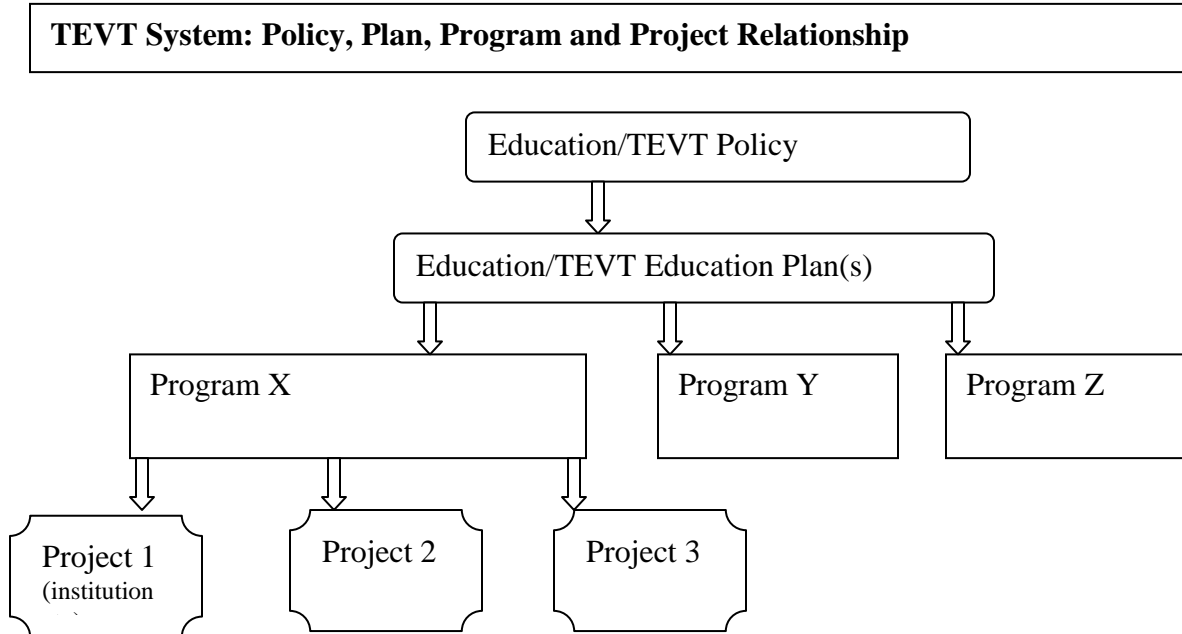 TEVT System: Policy, Plan, Program and Project Relationship
Education/TEVT Policy
Education/TEVT Education Plan(s)
Program X
Program Y
Program Z
Project 1
(institution
Project 2
Project 3